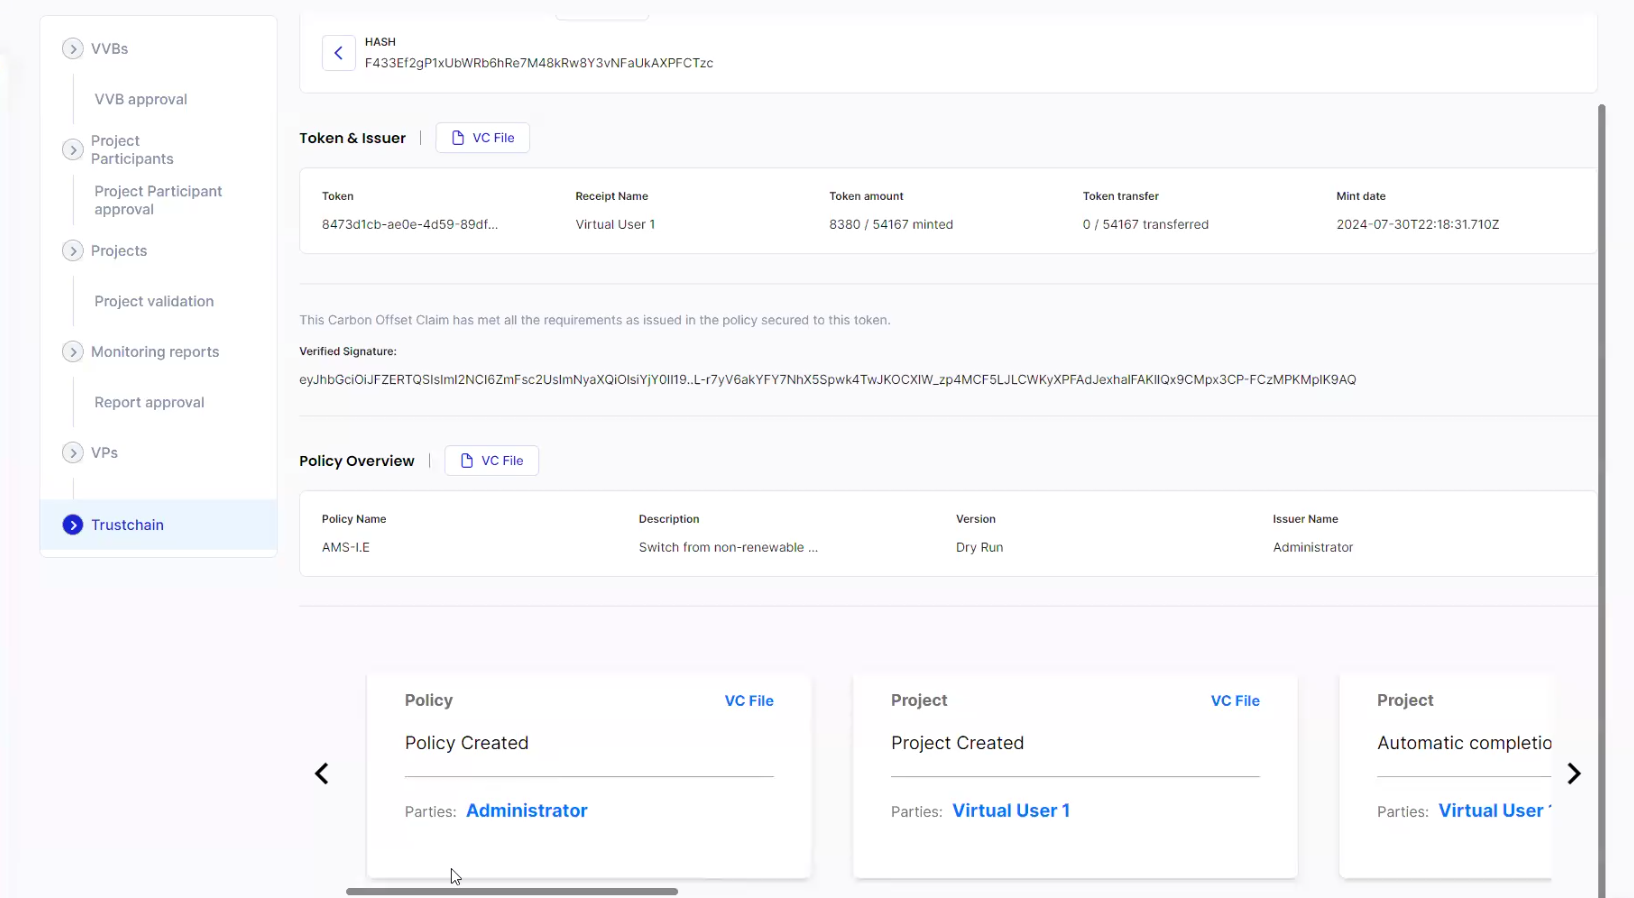 VVBs
VVB approval
Project
Participants
Project Participant
approval
Projects
Project validation
Monitoring reports
Report approval
VPs
Trustchain
HASH
F433Ef2gP1xUbWRb6hRe7M48kRw8Y3vNFaUkAXPFCTzc
Token & Issuer
VC File
Token
Receipt Name
Token amount
Token transfer
Mint date
8473d1cb-ae0e-4d59-89df...
Virtual User 1
8380 / 54167 minted
0 / 54167 transferred
2024-07-30T22:18:31.710Z
This Carbon Offset Claim has met all the requirements as issued in the policy secured to this token.
Verified Signature:
eyJhbGciOiJFZERTQSIsImI2NCI6ZmFsc2UsImNyaXQiOlsiYjY0Il19..L-r7yV6akYFY7NhX5Spwk4TwJKOCXIW_zp4MCF5LJLCWKyXPFAdJexhaIFAKIIQx9CMpx3CP-FCzMPKMpIK9AQ
Policy Overview
VC File
Policy Name
Description
Version
Issuer Name
AMS-I.E
Switch from non-renewable ...
Dry Run
Administrator
Policy
VC File
Policy Created
Parties: Administrator
Project
VC File
Project Created
Parties: Virtual User 1
Project
Automatic completio
Parties: Virtual User 1